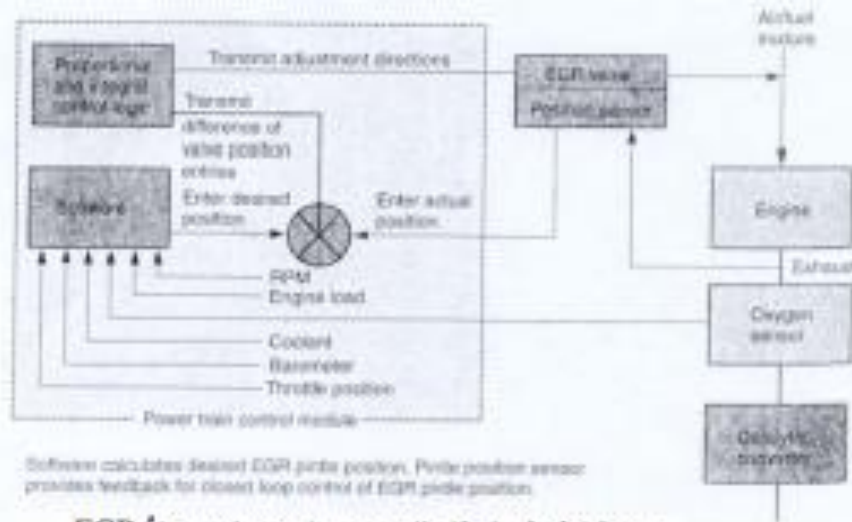 Air/fuel
mixture
Proportional
and integral
control logic
Transmit adjustment directions
EGR valve
Position sensor
Transmit
difference of
valve position
entries
Software
Enter desired
position
Enter actual
position
Engine
Exhaust
RPM
Engine load
Oxygen
sensor
Coolant
Barometer
Throttle position
Power train control module
Catalytic
converter
Software calculates desired EGR pintle position. Pintle position sensor
provides feedback for closed loop control of EGR pintle position.
EGR